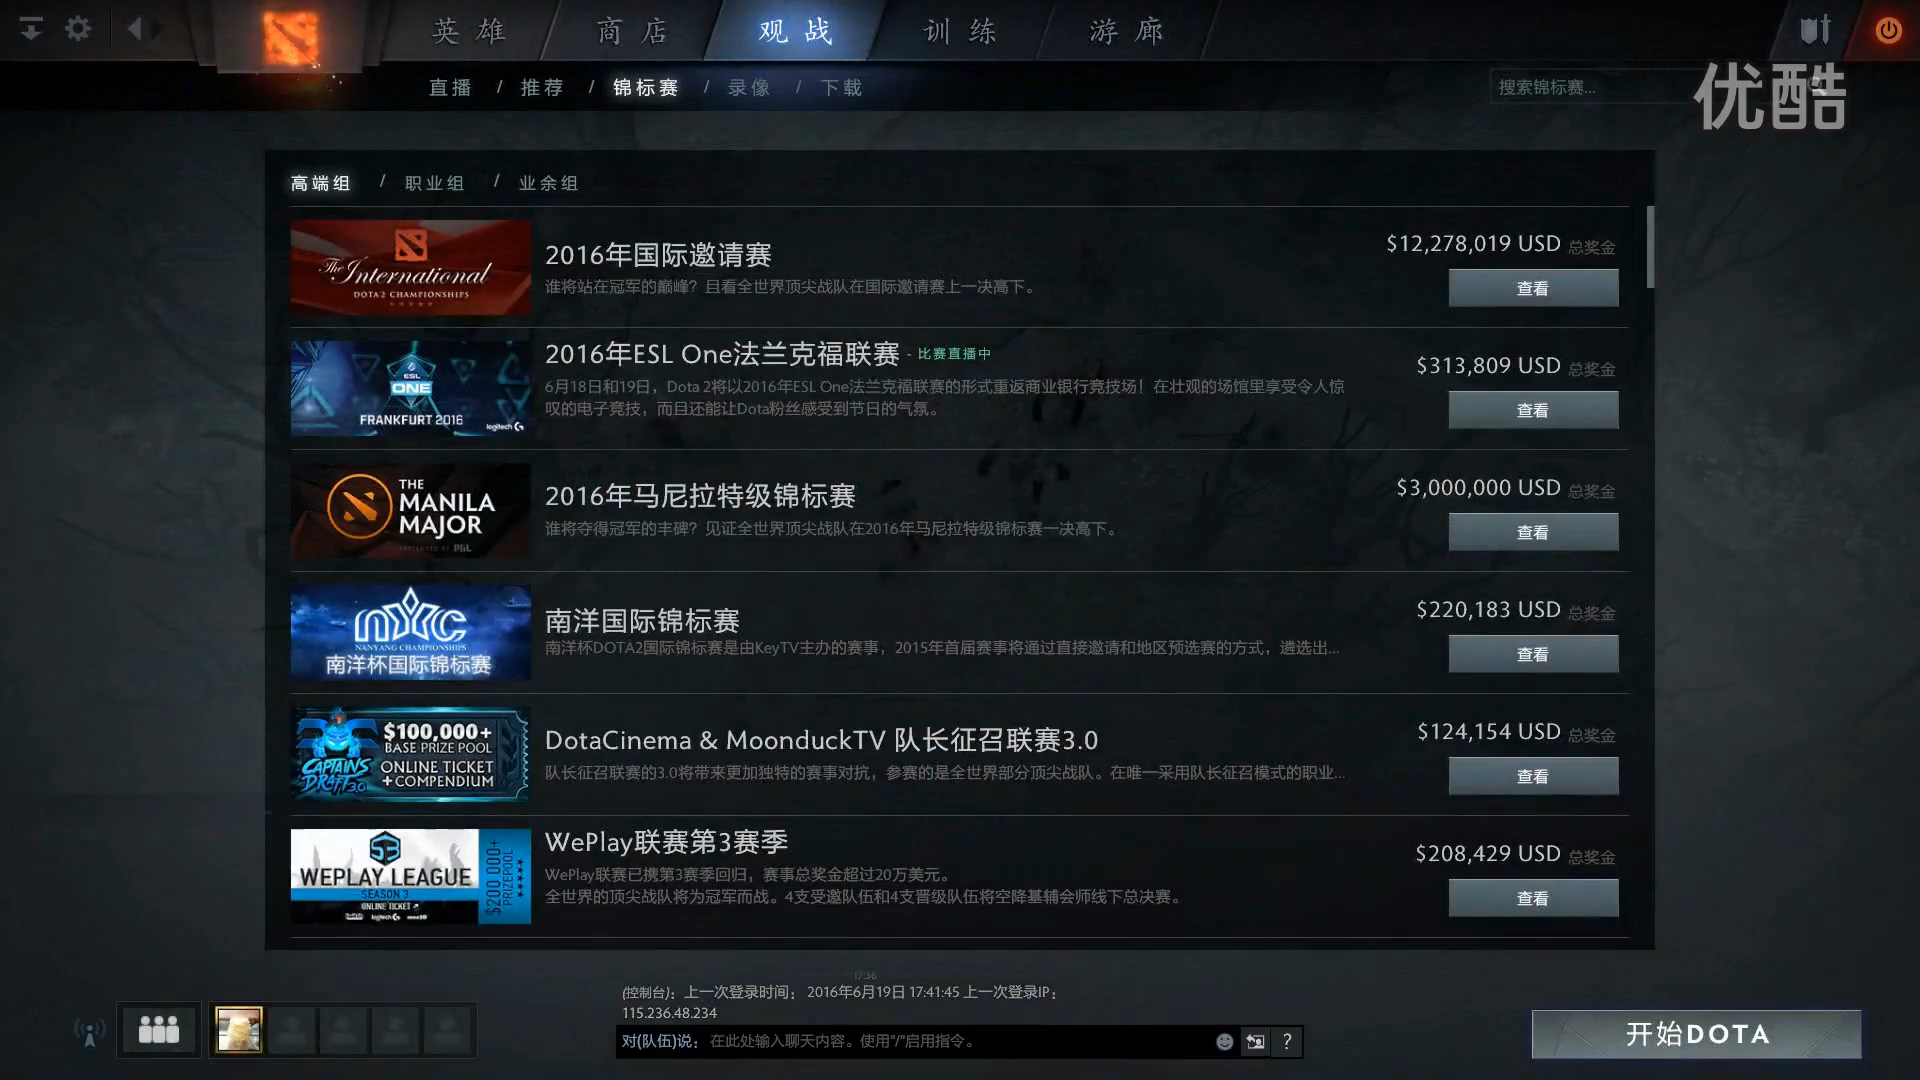 英雄
商店
观战
训练
游廊
直播 / 推荐 / 锦标赛 / 录像 / 下载
搜索锦标赛...
优酷
高端组 / 职业组 / 业余组
The International
DOTA 2 CHAMPIONSHIPS
2016年国际邀请赛
谁将站在冠军的巅峰？且看全世界顶尖战队在国际邀请赛上一决高下。
$12,278,019 USD 总奖金
查看
ESL
ONE
FRANKFURT 2016
logitech G
2016年ESL One法兰克福联赛 - 比赛直播中
6月18日和19日，Dota 2将以2016年ESL One法兰克福联赛的形式重返商业银行竞技场！在壮观的场馆里享受令人惊
叹的电子竞技，而且还能让Dota粉丝感受到节日的气氛。
$313,809 USD 总奖金
查看
THE
MANILA
MAJOR
PRESENTED BY PGL
2016年马尼拉特级锦标赛
谁将夺得冠军的丰碑？见证全世界顶尖战队在2016年马尼拉特级锦标赛一决高下。
$3,000,000 USD 总奖金
查看
nyc
NANYANG CHAMPIONSHIPS
南洋杯国际锦标赛
南洋国际锦标赛
南洋杯DOTA2国际锦标赛是由KeyTV主办的赛事，2015年首届赛事将通过直接邀请和地区预选赛的方式，遴选出...
$220,183 USD 总奖金
查看
CAPTAINS
DRAFT 3.0
$100,000+
BASE PRIZE POOL
ONLINE TICKET
+COMPENDIUM
DotaCinema & MoonduckTV 队长征召联赛3.0
队长征召联赛的3.0将带来更加独特的赛事对抗，参赛的是全世界部分顶尖战队。在唯一采用队长征召模式的职业...
$124,154 USD 总奖金
查看
S3
WEPLAY LEAGUE
SEASON 3
ONLINE TICKET
logitech G
$200 000+
PRIZEPOOL
WePlay联赛第3赛季
WePlay联赛已携第3赛季回归，赛事总奖金超过20万美元。
全世界的顶尖战队将为冠军而战。4支受邀队伍和4支晋级队伍将空降基辅会师线下总决赛。
$208,429 USD 总奖金
查看
17:36
(控制台)：上一次登录时间： 2016年6月19日 17:41:45 上一次登录IP：
115.236.48.234
对(队伍)说： 在此处输入聊天内容。使用"/"启用指令。
?
开始DOTA